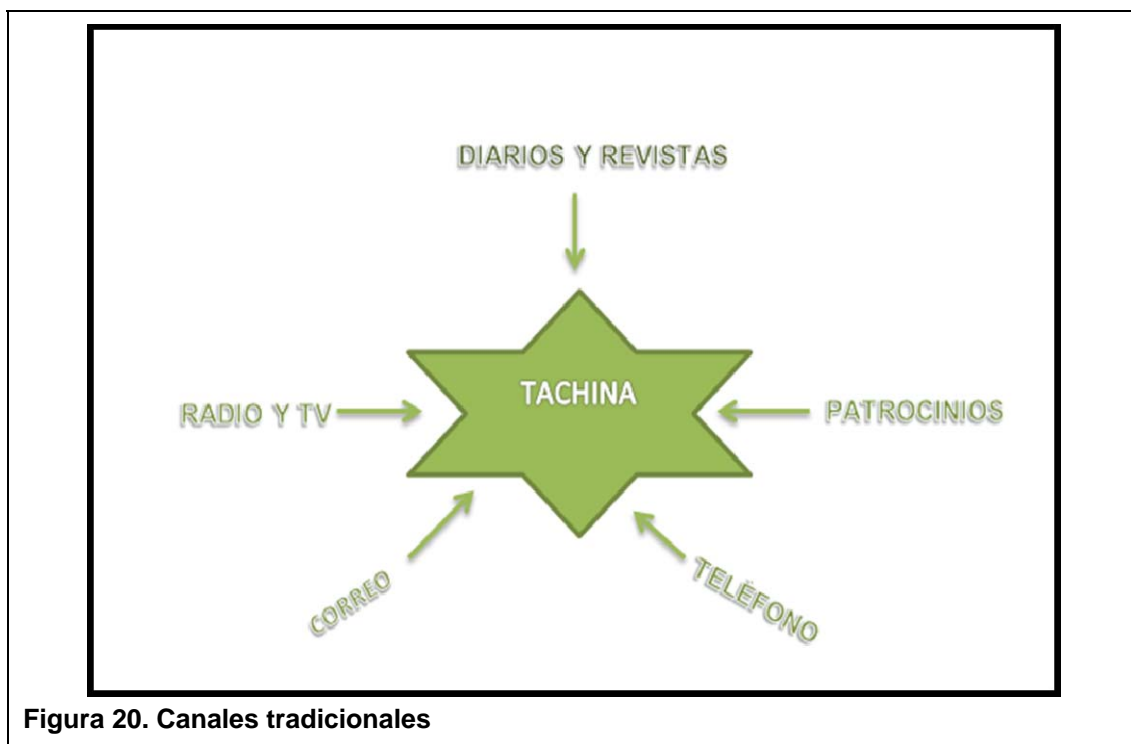 DIARIOS Y REVISTAS
TACHINA
RADIO Y TV
PATROCINIOS
CORREO
TELÉFONO
Figura 20. Canales tradicionales